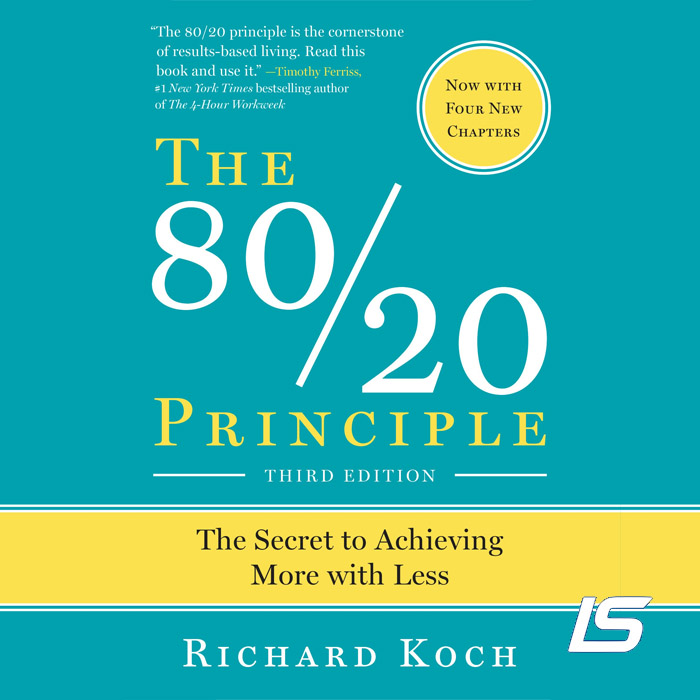 “The 80/20 principle is the cornerstone
of results-based living. Read this
book and use it.” —Timothy Ferriss,
#1 New York Times bestselling author
of The 4-Hour Workweek
Now with
Four New
Chapters
The
80/20
Principle
THIRD EDITION
The Secret to Achieving
More with Less
LS
Richard Koch